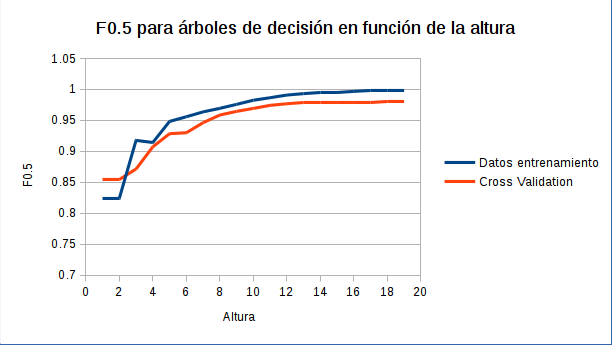 F0.5 para árboles de decisión en función de la altura
1.05
1
0.95
0.9
0.85
0.8
0.75
0.7
F0.5
0 2 4 6 8 10 12 14 16 18 20
Altura
Datos entrenamiento
Cross Validation